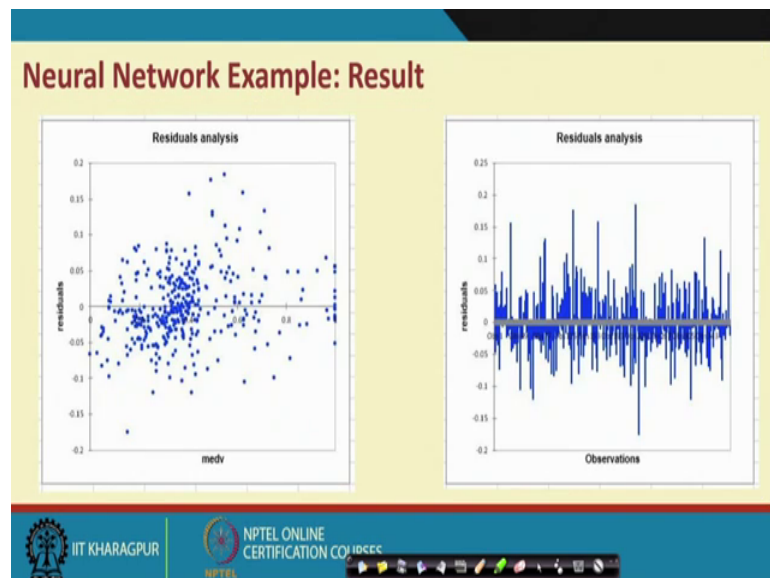 Neural Network Example: Result
Residuals analysis
0.2
0.15
0.1
0.05
0
-0.05
-0.1
-0.15
-0.2
residuals
0
0.8
medv
Residuals analysis
0.25
0.2
0.15
0.1
0.05
0
-0.05
-0.1
-0.15
-0.2
residuals
Observations
IIT KHARAGPUR
NPTEL ONLINE
CERTIFICATION COURSES
NPTEL